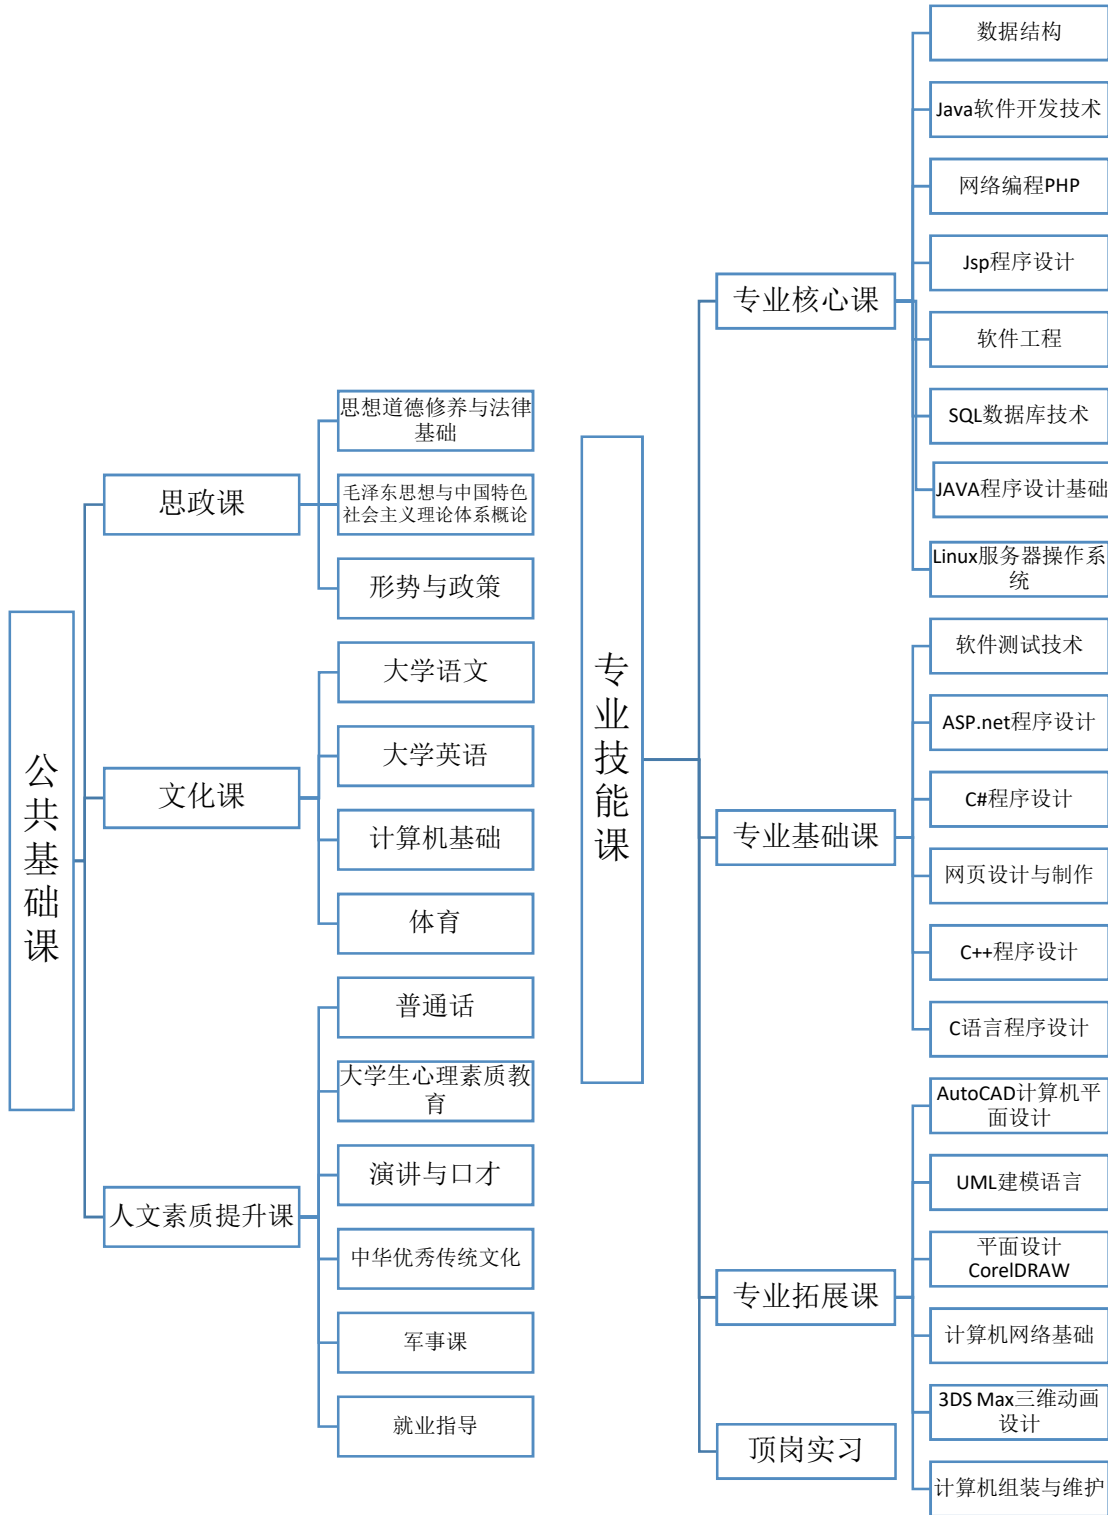 公共基础课
思政课
思想道德修养与法律
基础
毛泽东思想与中国特色
社会主义理论体系概论
形势与政策
文化课
大学语文
大学英语
计算机基础
体育
人文素质提升课
普通话
大学生心理素质教
育
演讲与口才
中华优秀传统文化
军事课
就业指导
专业技能课
专业核心课
数据结构
Java软件开发技术
网络编程PHP
Jsp程序设计
软件工程
SQL数据库技术
JAVA程序设计基础
Linux服务器操作系
统
专业基础课
软件测试技术
ASP.net程序设计
C#程序设计
网页设计与制作
C++程序设计
C语言程序设计
专业拓展课
AutoCAD计算机平
面设计
UML建模语言
平面设计
CorelDRAW
计算机网络基础
3DS Max三维动画
设计
计算机组装与维护
顶岗实习